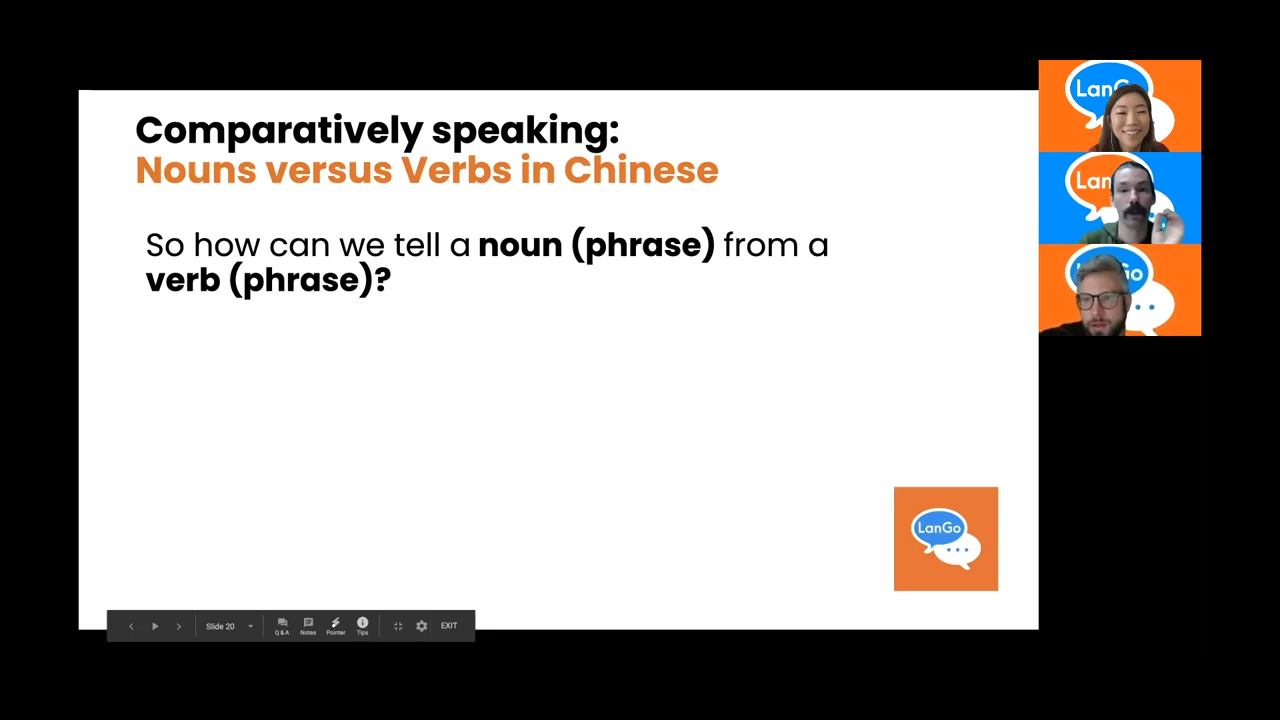 Comparatively speaking:
Nouns versus Verbs in Chinese
So how can we tell a noun (phrase) from a
verb (phrase)?
LanGo
Slide 20
Q & A
Notes
Pointer
Tips
EXIT